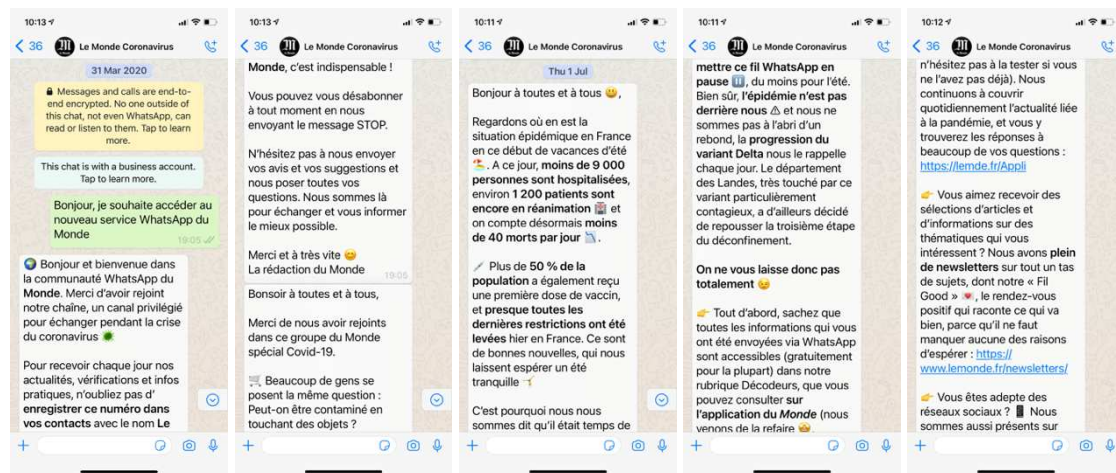 10:13
36
Le Monde Coronavirus
31 Mar 2020
🔒 Messages and calls are end-to-
end encrypted. No one outside of
this chat, not even WhatsApp, can
read or listen to them. Tap to learn
more.
This chat is with a business account.
Tap to learn more.
Bonjour, je souhaite accéder au
nouveau service WhatsApp du
Monde
19:05
🌍 Bonjour et bienvenue dans
la communauté WhatsApp du
Monde. Merci d'avoir rejoint
notre chaîne, un canal privilégié
pour échanger pendant la crise
du coronavirus
Pour recevoir chaque jour nos
actualités, vérifications et infos
pratiques, n'oubliez pas d'
enregistrer ce numéro dans
vos contacts avec le nom Le
10:13
36
Le Monde Coronavirus
Monde, c'est indispensable !
Vous pouvez vous désabonner
à tout moment en nous
envoyant le message STOP.
N'hésitez pas à nous envoyer
vos avis et vos suggestions et
nous poser toutes vos
questions. Nous sommes là
pour échanger et vous informer
le mieux possible.
Merci et à très vite 😊
La rédaction du Monde
19:05
Bonsoir à toutes et à tous,
Merci de nous avoir rejoints
dans ce groupe du Monde
spécial Covid-19.
🛒 Beaucoup de gens se
posent la même question :
Peut-on être contaminé en
touchant des objets ?
10:11
36
Le Monde Coronavirus
Thu 1 Jul
Bonjour à toutes et à tous 😃,
Regardons où en est la
situation épidémique en France
en ce début de vacances d'été
🏖. A ce jour, moins de 9 000
personnes sont hospitalisées,
environ 1 200 patients sont
encore en réanimation 🏥 et
on compte désormais moins
de 40 morts par jour 📉.
💉 Plus de 50 % de la
population a également reçu
une première dose de vaccin,
et presque toutes les
dernières restrictions ont été
levées hier en France. Ce sont
de bonnes nouvelles, qui nous
laissent espérer un été
tranquille
C'est pourquoi nous nous
sommes dit qu'il était temps de
10:11
36
Le Monde Coronavirus
mettre ce fil WhatsApp en
pause ⏸, du moins pour l'été.
Bien sûr, l'épidémie n'est pas
derrière nous ⚠ et nous ne
sommes pas à l'abri d'un
rebond, la progression du
variant Delta nous le rappelle
chaque jour. Le département
des Landes, très touché par ce
variant particulièrement
contagieux, a d'ailleurs décidé
de repousser la troisième étape
du déconfinement.
On ne vous laisse donc pas
totalement 😉
👉 Tout d'abord, sachez que
toutes les informations qui vous
ont été envoyées via WhatsApp
sont accessibles (gratuitement
pour la plupart) dans notre
rubrique Décodeurs, que vous
pouvez consulter sur
l'application du Monde (nous
venons de la refaire 🤩,
10:12
36
Le Monde Coronavirus
n'hésitez pas à la tester si vous
ne l'avez pas déjà). Nous
continuons à couvrir
quotidiennement l'actualité liée
à la pandémie, et vous y
trouverez les réponses à
beaucoup de vos questions :
https://lemde.fr/Appli
👉 Vous aimez recevoir des
sélections d'articles et
d'informations sur des
thématiques qui vous
intéressent ? Nous avons plein
de newsletters sur tout un tas
de sujets, dont notre « Fil
Good » 💌, le rendez-vous
positif qui raconte ce qui va
bien, parce qu'il ne faut
manquer aucune des raisons
d'espérer : https://
www.lemonde.fr/newsletters/
👉 Vous êtes adepte des
réseaux sociaux ? 📱 Nous
sommes aussi présents sur